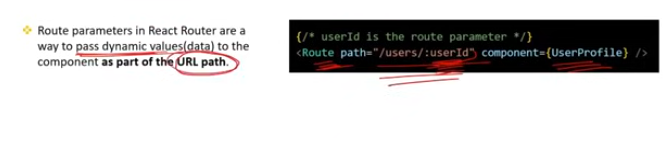 Route parameters in React Router are a
way to pass dynamic values(data) to the
component as part of the URL path.
{/* userId is the route parameter */}
<Route path="/users/:userId" component={UserProfile} />